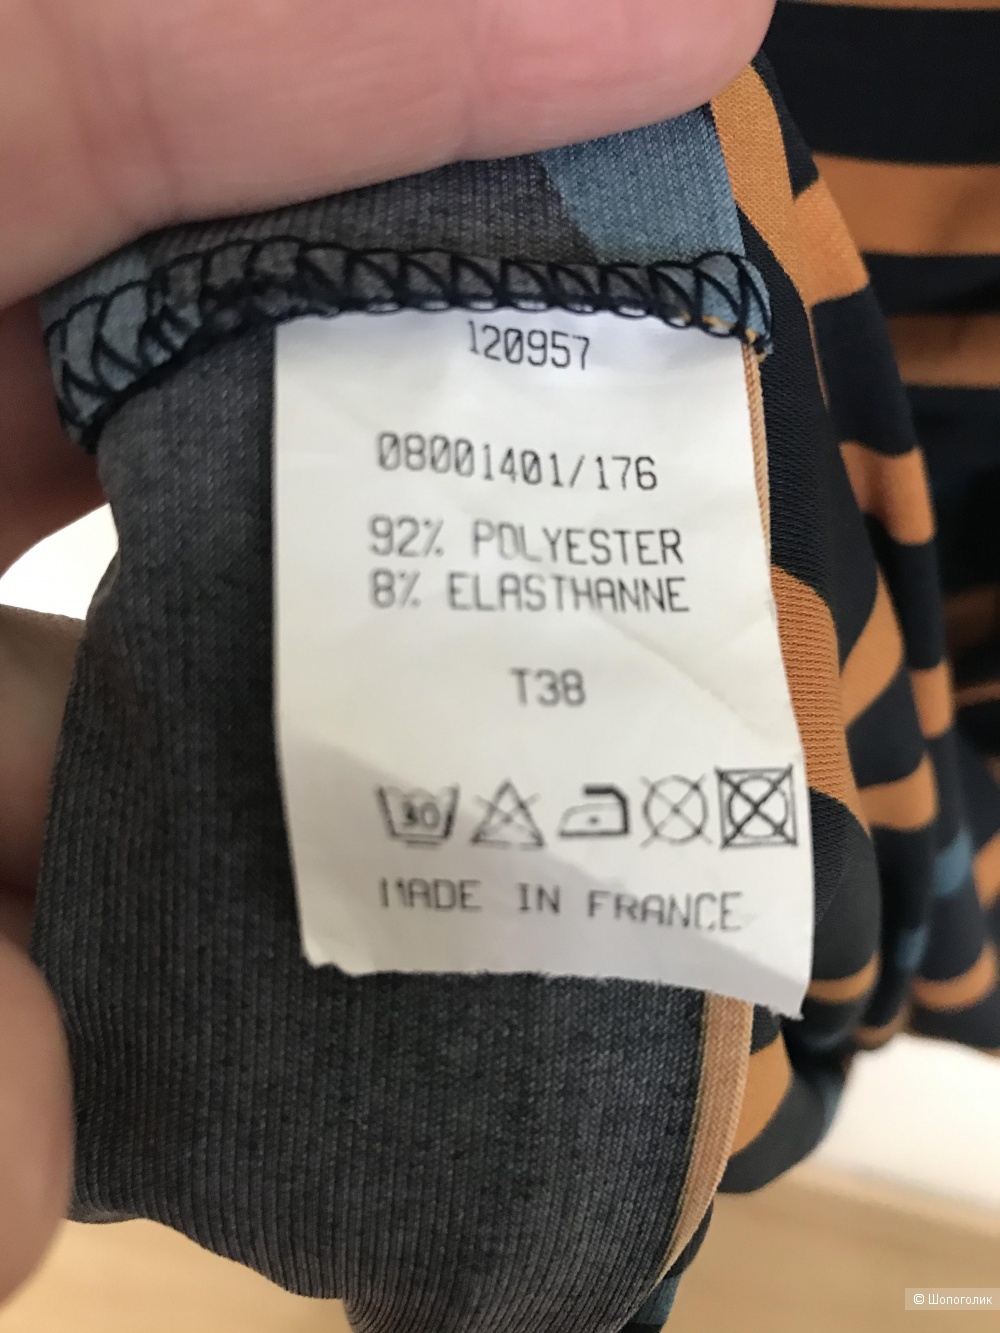 120957
08001401/176
92% POLYESTER
8% ELASTHANNE
T38
30
MADE IN FRANCE
© Шопоголик